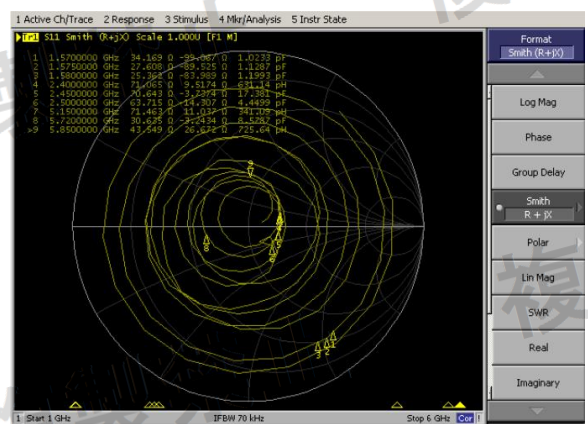 1 Active Ch/Trace 2 Response 3 Stimulus 4 Mkr/Analysis 5 Instr State
Tr1 S11 Smith (R+jX) Scale 1.000U [F1 M]
1 1.5700000 GHz 34.169 Ω -99.067 Ω 1.0233 pF
2 1.5750000 GHz 27.608 Ω -89.525 Ω 1.1287 pF
3 1.5800000 GHz 25.362 Ω -83.989 Ω 1.1993 pF
4 2.4000000 GHz 71.065 Ω 9.5174 Ω 631.14 pH
5 2.4500000 GHz 70.643 Ω -3.7374 Ω 17.381 pF
6 2.5000000 GHz 63.715 Ω -14.307 Ω 4.4499 pF
7 5.1500000 GHz 71.463 Ω 11.037 Ω 341.09 pH
8 5.7200000 GHz 30.635 Ω -3.2434 Ω 8.5787 pF
>9 5.8500000 GHz 43.549 Ω 26.672 Ω 725.64 pH
Format
Smith (R+jX)
Log Mag
Phase
Group Delay
Smith
R + jX
Polar
Lin Mag
SWR
Real
Imaginary
1 Start 1 GHz IFBW 70 kHz Stop 6 GHz Cor !